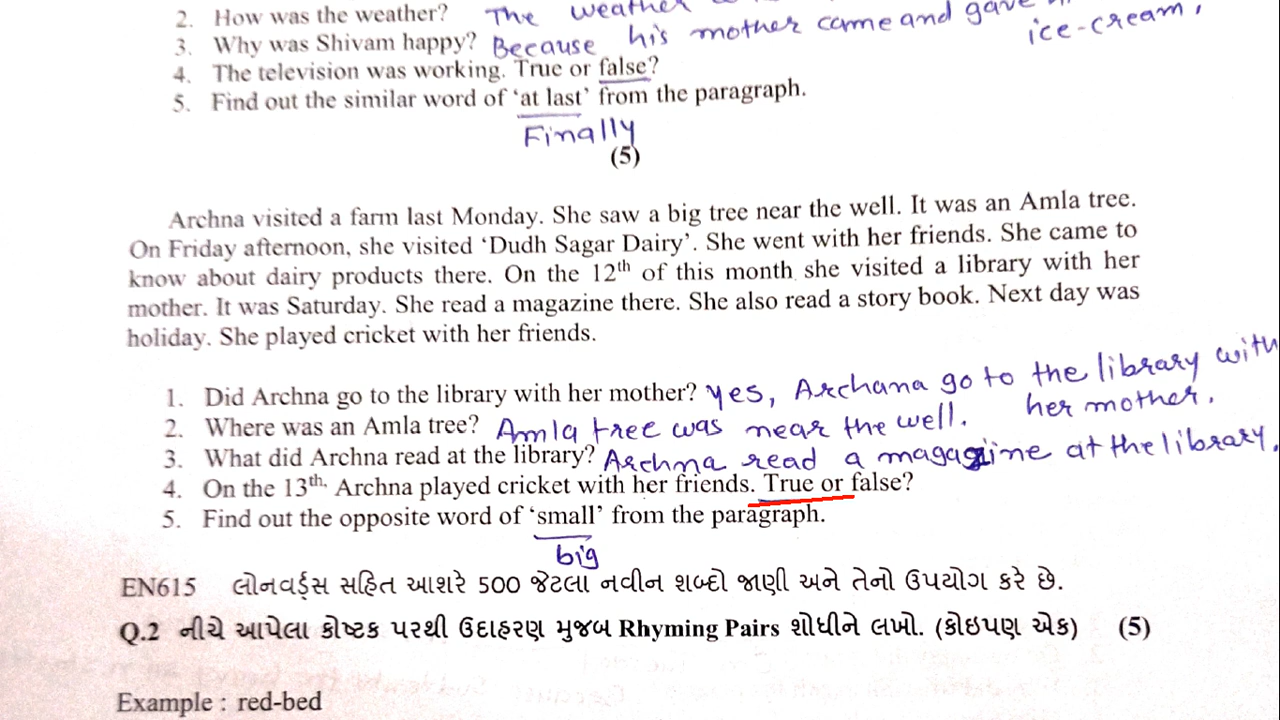 2. How was the weather? The weather
3. Why was Shivam happy? Because his mother came and gave
ice-cream.
4. The television was working. True or false?
5. Find out the similar word of 'at last' from the paragraph.
Finally
(5)
Archna visited a farm last Monday. She saw a big tree near the well. It was an Amla tree.
On Friday afternoon, she visited 'Dudh Sagar Dairy'. She went with her friends. She came to
know about dairy products there. On the 12th of this month she visited a library with her
mother. It was Saturday. She read a magazine there. She also read a story book. Next day was
holiday. She played cricket with her friends.
1. Did Archna go to the library with her mother? yes, Archana go to the library with
her mother.
2. Where was an Amla tree? Amla tree was near the well.
3. What did Archna read at the library? Archna read a magagine at the library.
4. On the 13th. Archna played cricket with her friends. True or false?
5. Find out the opposite word of 'small' from the paragraph.
big
EN615 લોનવર્ડ્સ સહિત આશરે 500 જેટલા નવીન શબ્દો જાણી અને તેનો ઉપયોગ કરે છે.
Q.2 નીચે આપેલા કોષ્ટક પરથી ઉદાહરણ મુજબ Rhyming Pairs શોધીને લખો. (કોઇપણ એક) (5)
Example : red-bed